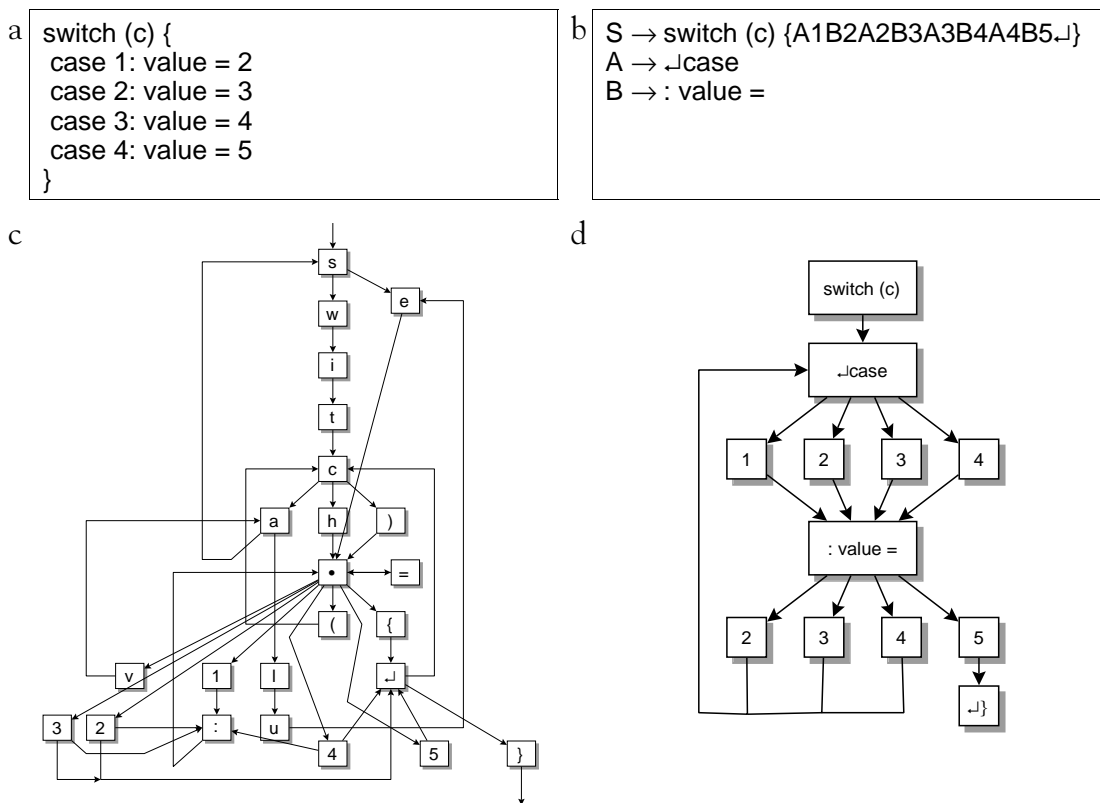 a
switch (c) {
case 1: value = 2
case 2: value = 3
case 3: value = 4
case 4: value = 5
}
b
S → switch (c) {A1B2A2B3A3B4A4B5↵}
A → ↵case
B → : value =
c
s
e
w
i
t
c
a h )
• =
( {
v 1 l ↵
3 2 : u 4 5 }
d
switch (c)
↵case
1 2 3 4
: value =
2 3 4 5
↵}